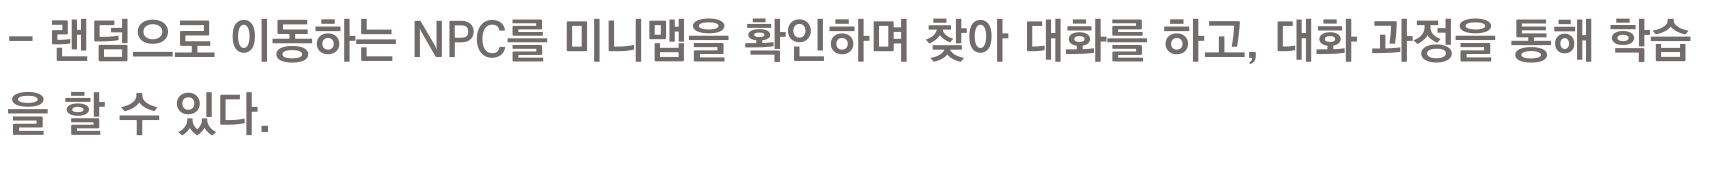 - 랜덤으로 이동하는 NPC를 미니맵을 확인하며 찾아 대화를 하고, 대화 과정을 통해 학습
을 할 수 있다.